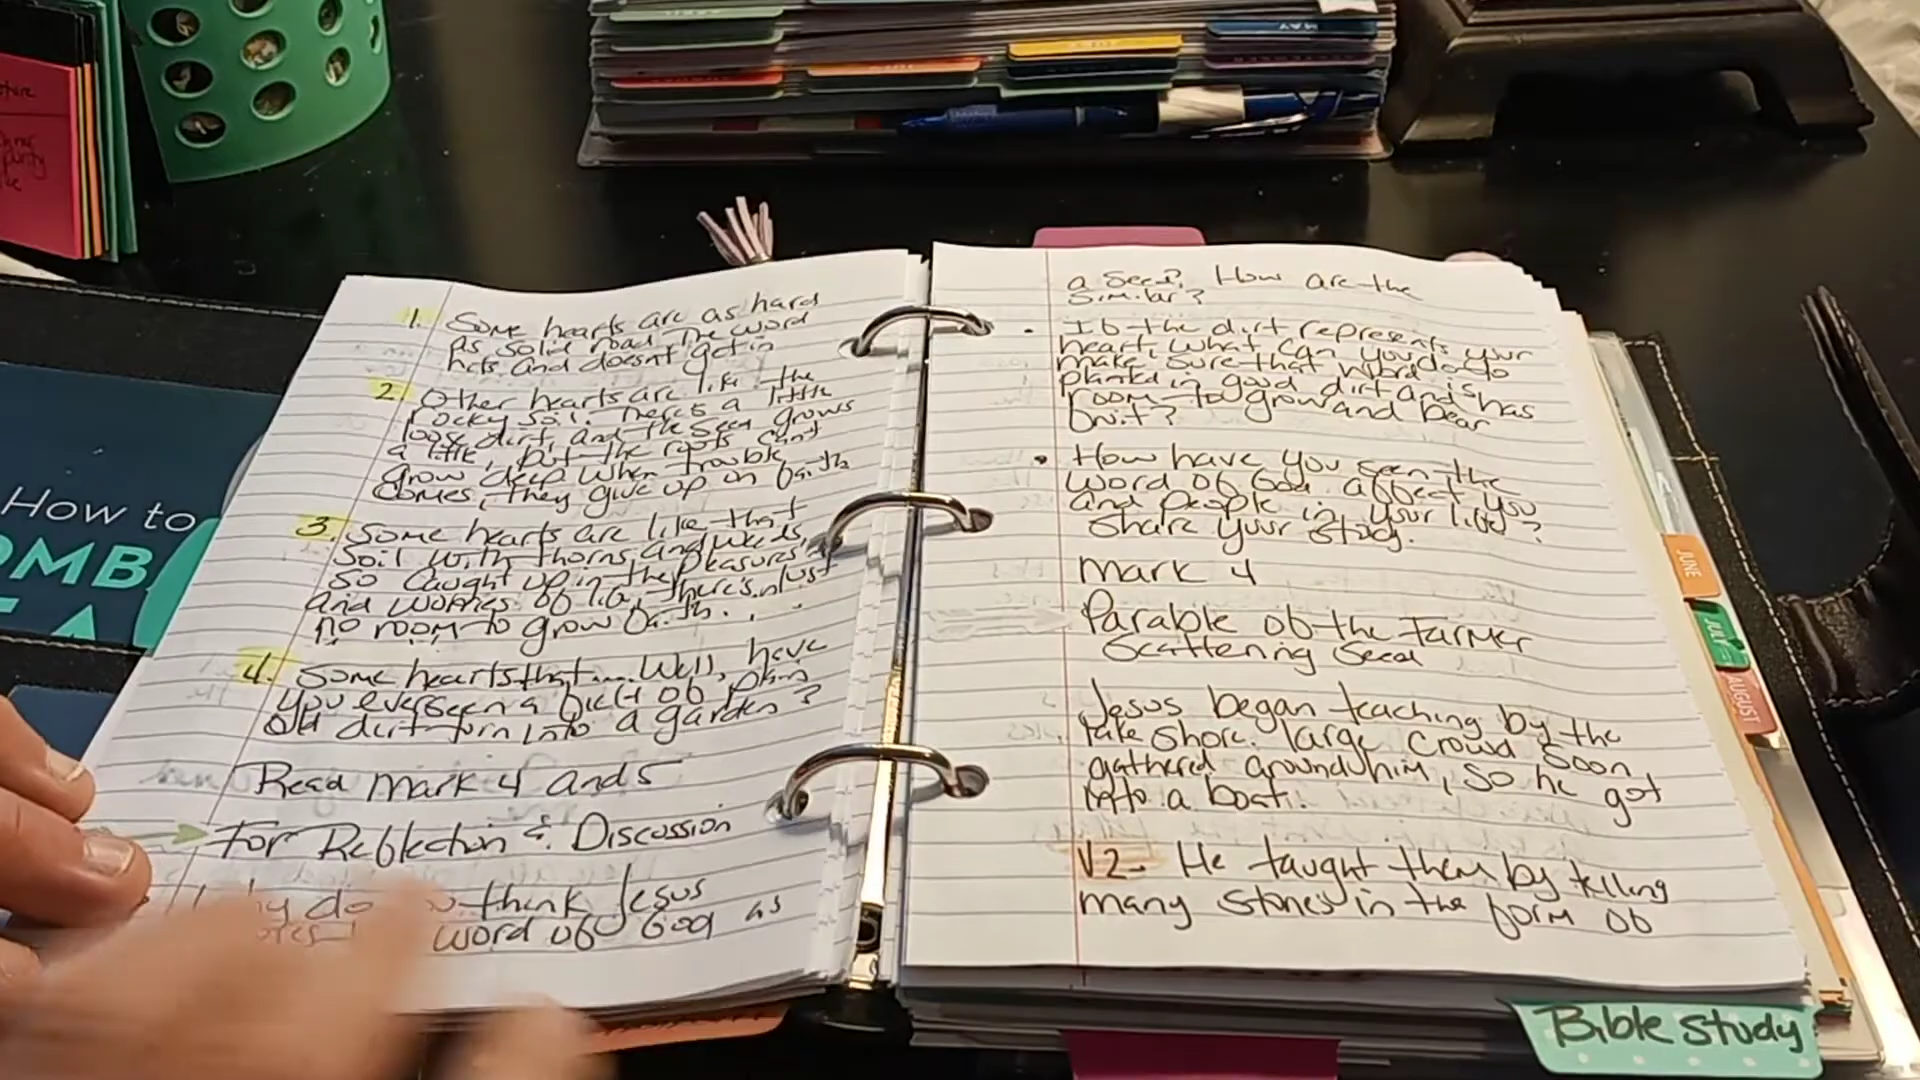 How to
OMB
EA
MAY
1. Some hearts are as hard
as solid road The word
hits and doesn't get in
2. Other hearts are like the
rocky soil. There's a little
loose dirt, and the seed grows
a little, but the roots can't
grow deep when trouble
comes, they give up on faith
3. Some hearts are like that
soil with thorns and weeds,
so caught up in the pleasures
and worries of life, there's just
no room to grow faith.
4. Some hearts that.... Well, have
you ever seen a field of plain
old dirt turn into a garden?
Read Mark 4 and 5
For Reflection & Discussion
do think Jesus
word of God as
a seed? How are the
similar?
• If the dirt represents your
heart, what can you do to
make sure that word is
planted in good dirt and has
room to grow and bear
fruit?
• How have you seen the
word of God affect you
and people in your life?
Share your study.
Mark 4
Parable of the Farmer
Scattering Seed
Jesus began teaching by the
lake shore. large crowd soon
gathered around him, so he got
into a boat.
V2- He taught them by telling
many stories in the form of
JUNE
JULY
AUGUST
Bible Study